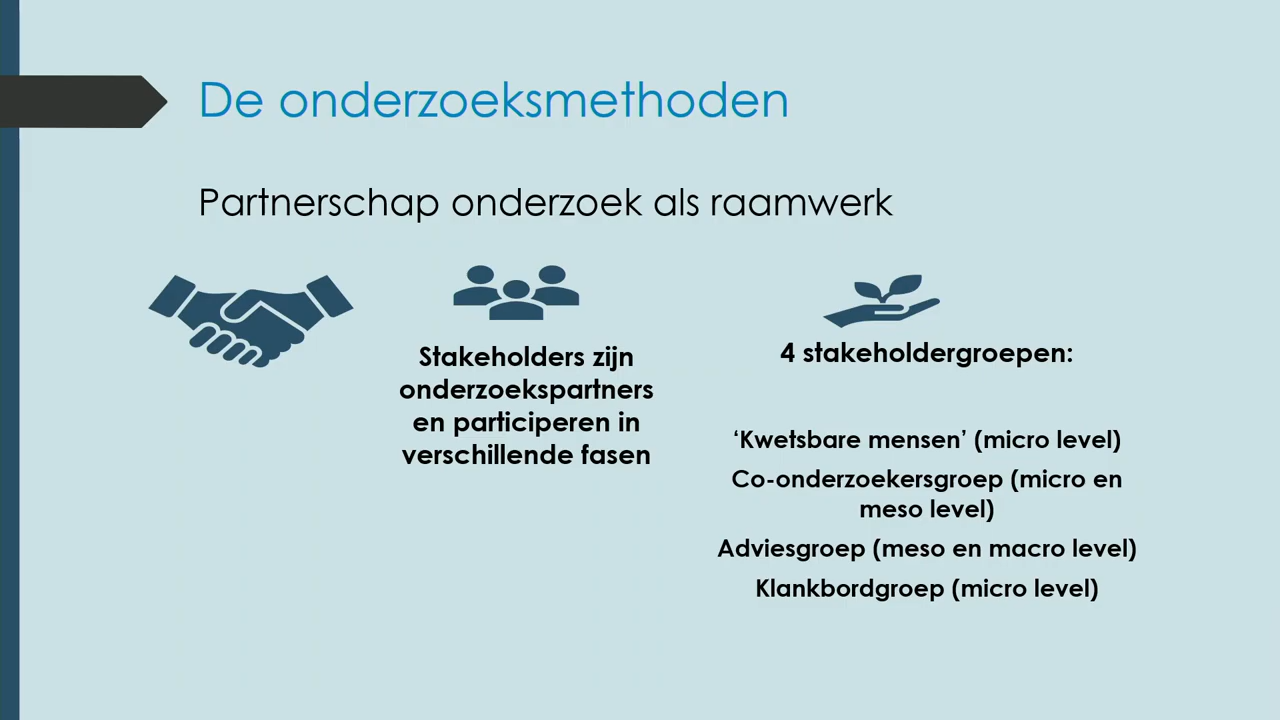 De onderzoeksmethoden
Partnerschap onderzoek als raamwerk
Stakeholders zijn
onderzoekspartners
en participeren in
verschillende fasen
4 stakeholdergroepen:
‘Kwetsbare mensen’ (micro level)
Co-onderzoekersgroep (micro en
meso level)
Adviesgroep (meso en macro level)
Klankbordgroep (micro level)